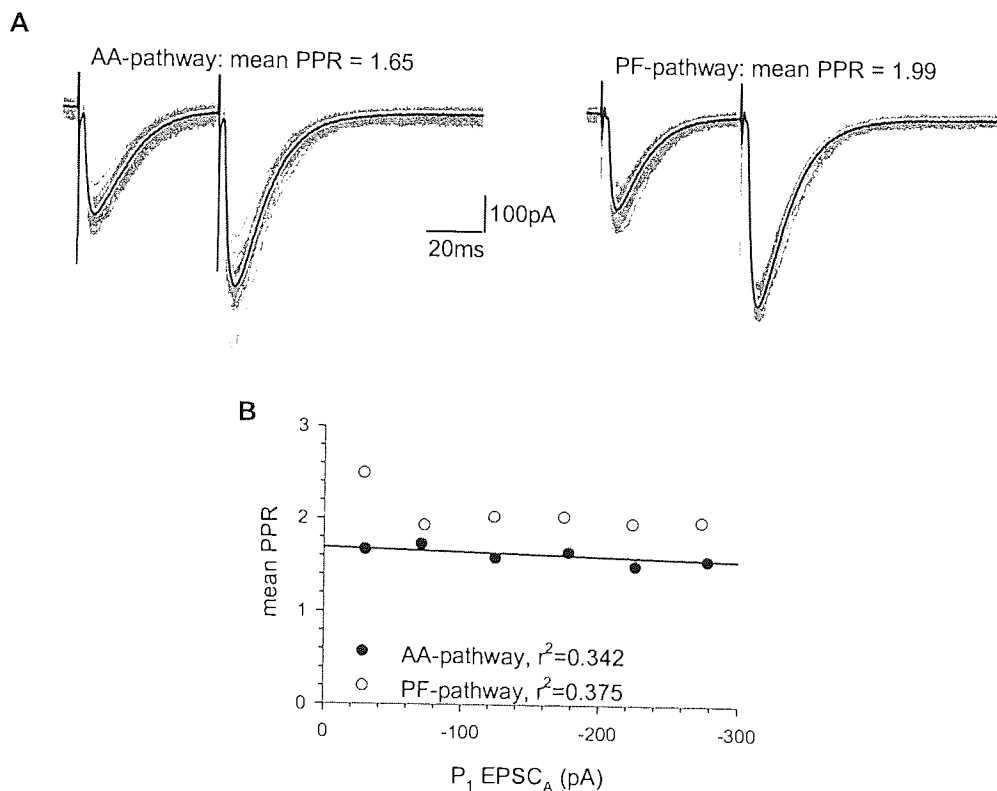 A
AA-pathway: mean PPR = 1.65
PF-pathway: mean PPR = 1.99
100pA
20ms
B
3
2
1
0
mean PPR
AA-pathway, r²=0.342
PF-pathway, r²=0.375
0
-100
-200
-300
P₁ EPSC_A (pA)